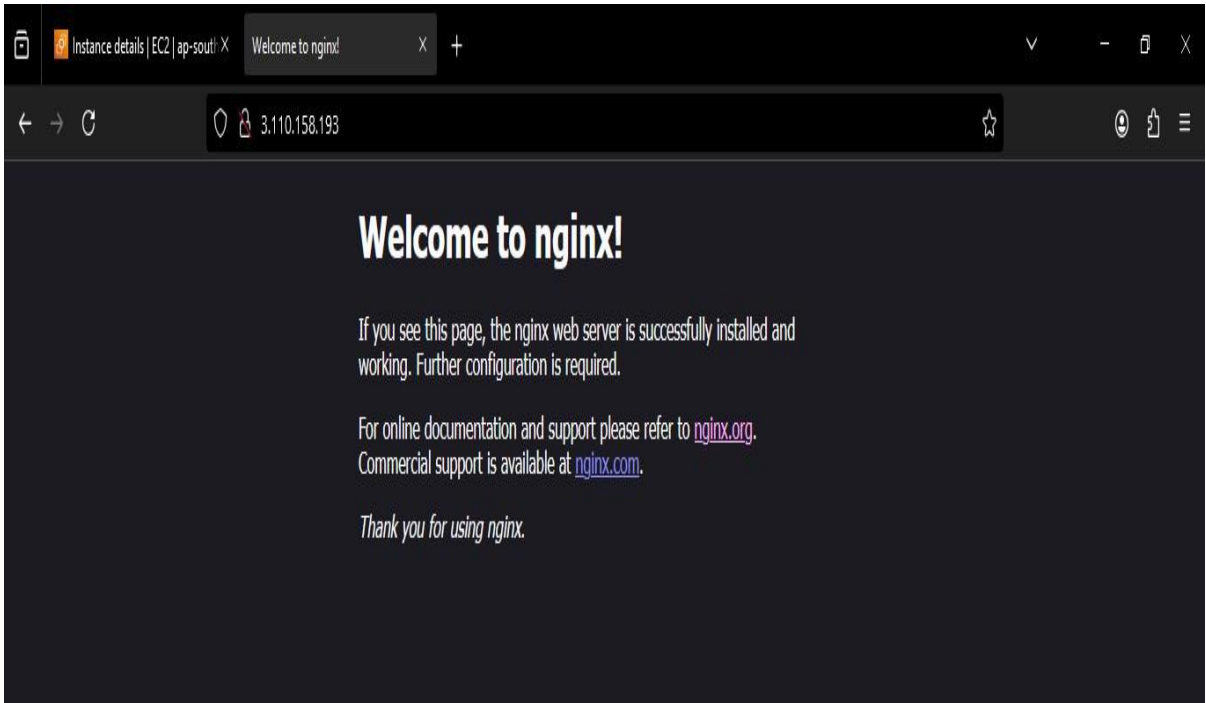 Instance details | EC2 | ap-south
Welcome to nginx!
3.110.158.193
Welcome to nginx!
If you see this page, the nginx web server is successfully installed and
working. Further configuration is required.
For online documentation and support please refer to nginx.org.
Commercial support is available at nginx.com.
Thank you for using nginx.